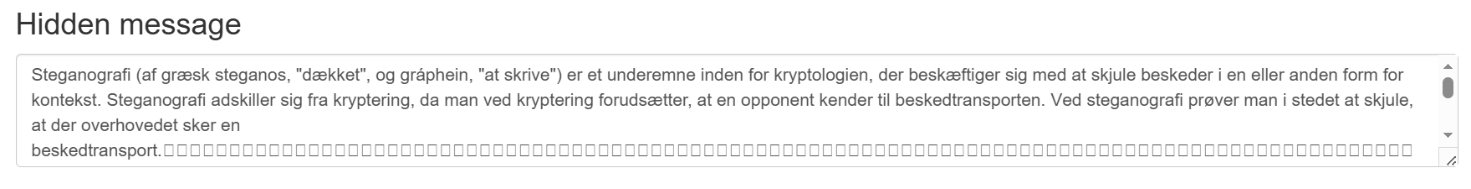 Hidden message
Steganografi (af græsk steganos, "dækket", og gráphein, "at skrive") er et underemne inden for kryptologien, der beskæftiger sig med at skjule beskeder i en eller anden form for
kontekst. Steganografi adskiller sig fra kryptering, da man ved kryptering forudsætter, at en opponent kender til beskedtransporten. Ved steganografi prøver man i stedet at skjule,
at der overhovedet sker en
beskedtransport.